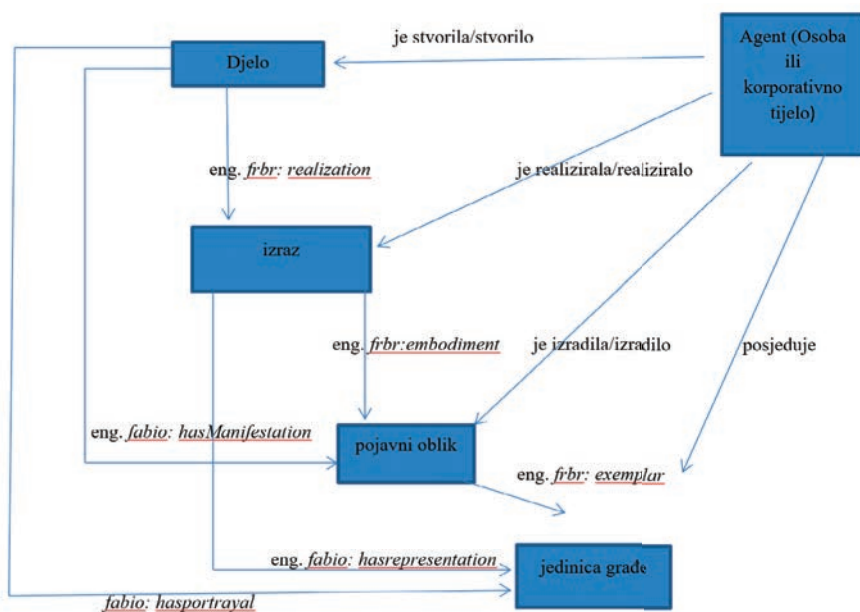 je stvorila/stvorilo
Agent (Osoba
ili
korporativno
tijelo)
Djelo
eng. frbr: realization
je realizirala/realiziralo
izraz
eng. frbr:embodiment
je izradila/izradilo
posjeduje
eng. fabio: hasManifestation
pojavni oblik
eng. frbr: exemplar
eng. fabio: hasrepresentation
jedinica građe
fabio: hasportrayal